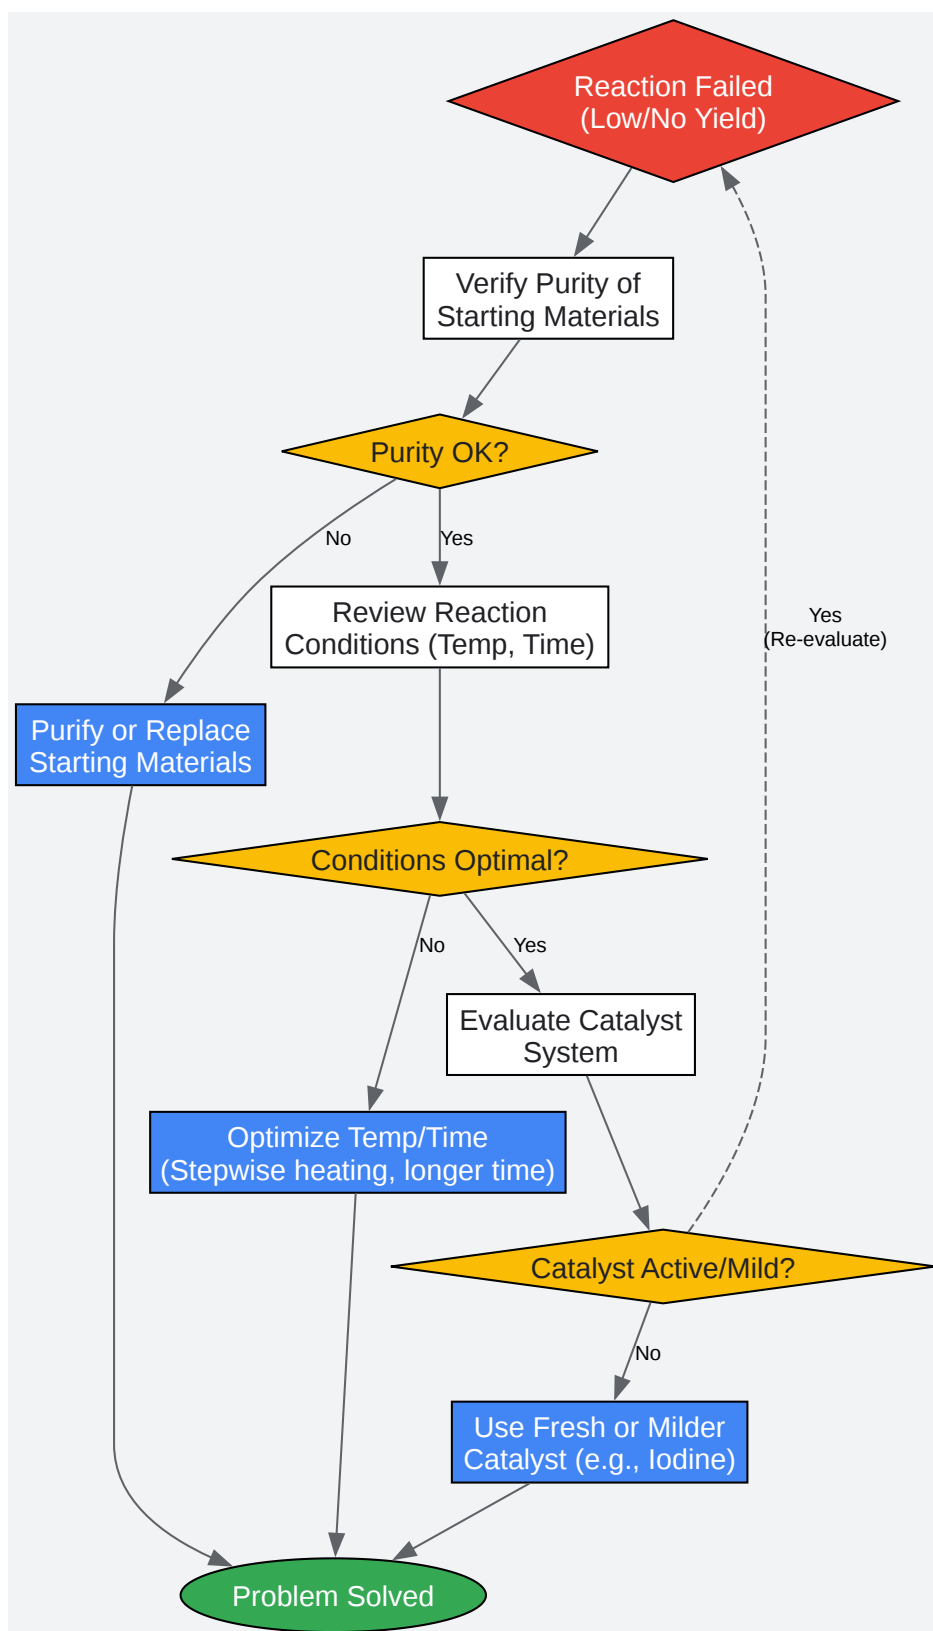 Reaction Failed
(Low/No Yield)
Verify Purity of
Starting Materials
Purity OK?
No
Yes
Review Reaction
Conditions (Temp, Time)
Yes
(Re-evaluate)
Purify or Replace
Starting Materials
Conditions Optimal?
No
Yes
Evaluate Catalyst
System
Optimize Temp/Time
(Stepwise heating, longer time)
Catalyst Active/Mild?
No
Use Fresh or Milder
Catalyst (e.g., Iodine)
Problem Solved